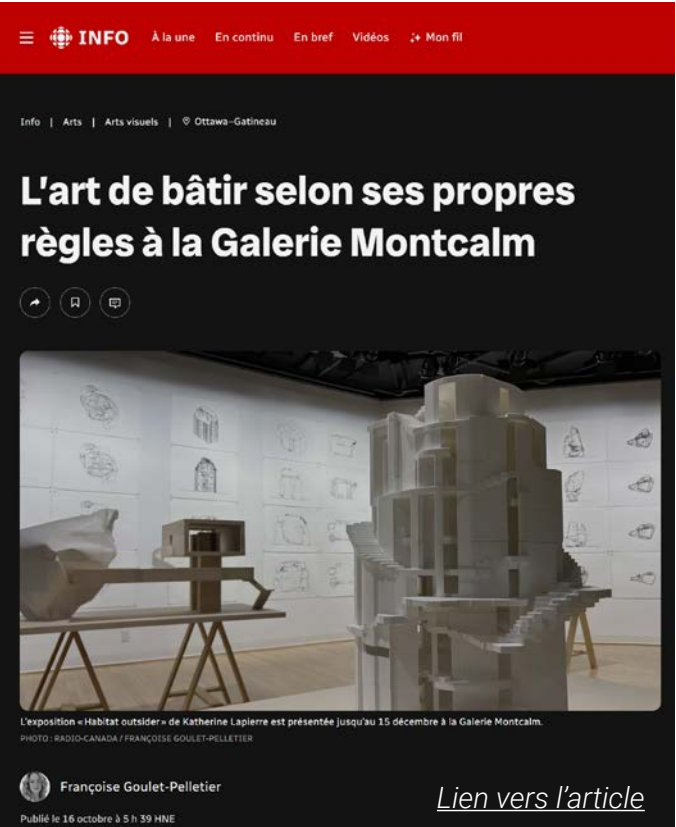 INFO À la une En continu En bref Vidéos Mon fil
Info | Arts | Arts visuels | Ottawa–Gatineau
L'art de bâtir selon ses propres
règles à la Galerie Montcalm
L'exposition « Habitat outsider » de Katherine Lapierre est présentée jusqu'au 15 décembre à la Galerie Montcalm.
PHOTO : RADIO-CANADA / FRANÇOISE GOULET-PELLETIER
Françoise Goulet-Pelletier
Lien vers l'article
Publié le 16 octobre à 5 h 39 HNE